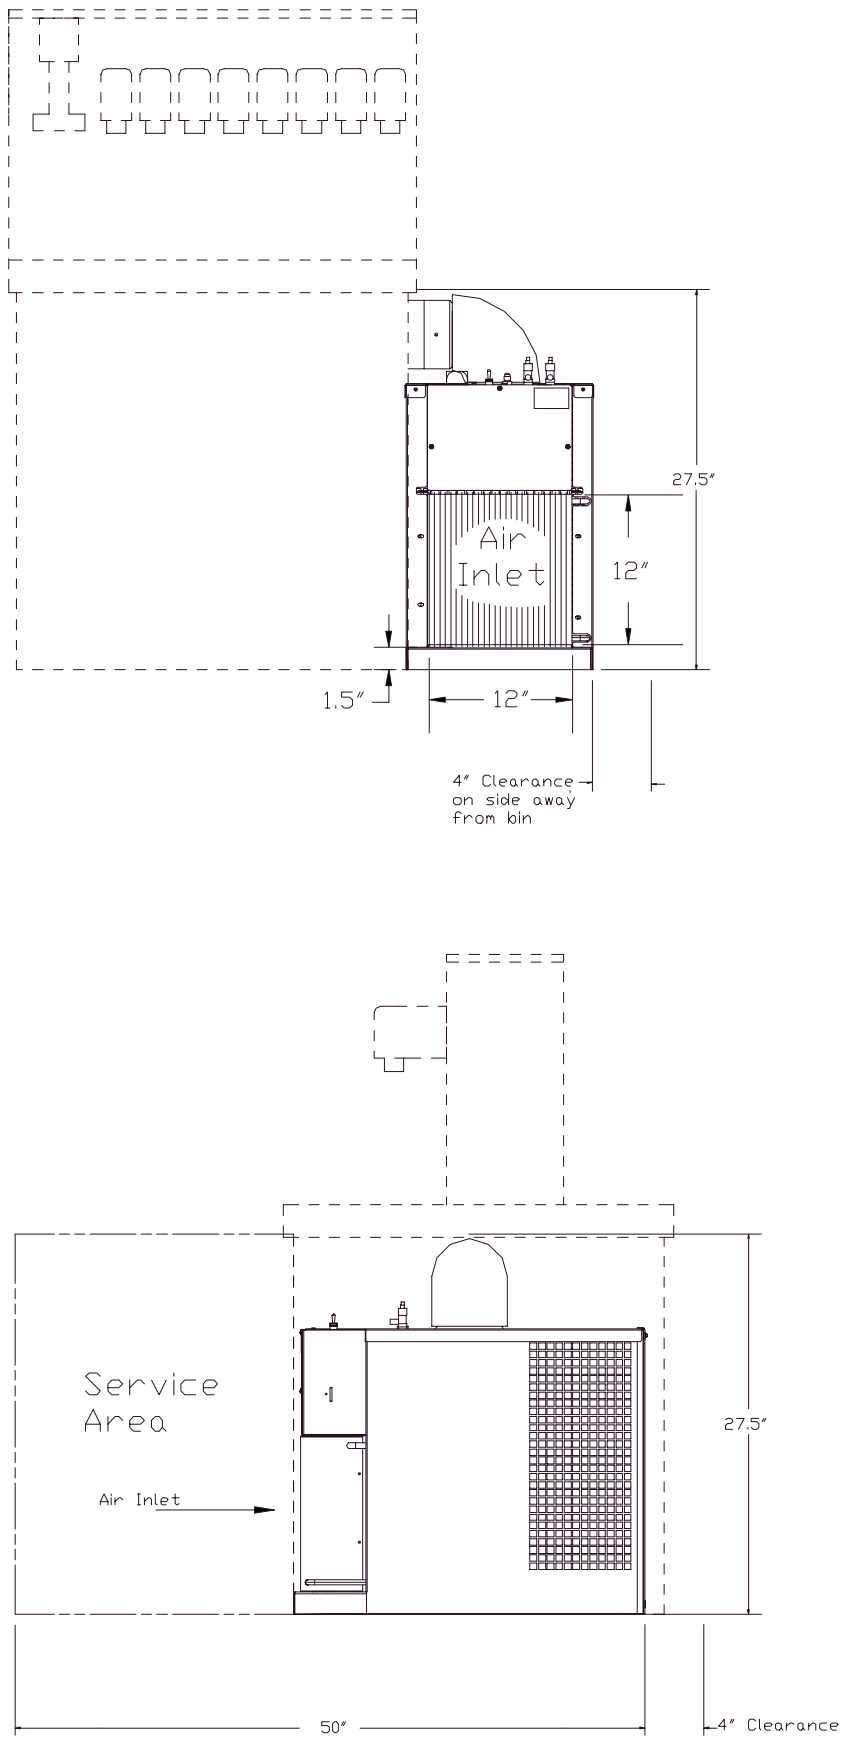 27.5"
Air
Inlet
12"
1.5"
12"
4" Clearance
on side away
from bin
Service
Area
27.5"
Air Inlet
50"
4" Clearance